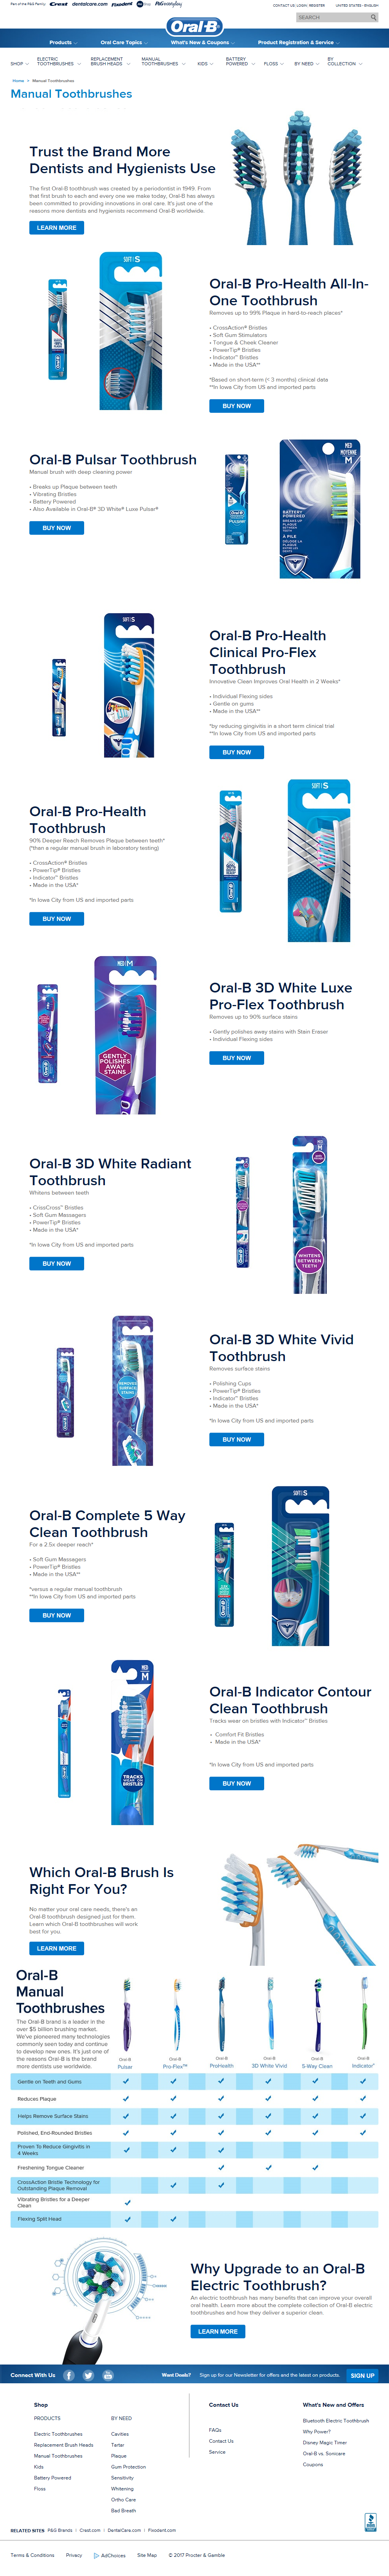 Part of the P&G Family Crest dentalcare.com Fixodent P&G everyday CONTACT US LOGIN REGISTER UNITED STATES - ENGLISH
Oral-B
SEARCH
Products Oral Care Topics What's New & Coupons Product Registration & Service
SHOP ELECTRIC TOOTHBRUSHES REPLACEMENT BRUSH HEADS MANUAL TOOTHBRUSHES KIDS BATTERY POWERED FLOSS BY NEED BY COLLECTION
Home > Manual Toothbrushes
Manual Toothbrushes
Trust the Brand More
Dentists and Hygienists Use
The first Oral-B toothbrush was created by a periodontist in 1949. From
that first brush to each and every one we make today, Oral-B has always
been committed to providing innovations in oral care. It's just one of the
reasons more dentists and hygienists recommend Oral-B worldwide.
LEARN MORE
SOFT S
Oral-B
Oral-B Pro-Health All-In-
One Toothbrush
Removes up to 99% Plaque in hard-to-reach places*
• CrossAction® Bristles
• Soft Gum Stimulators
• Tongue & Cheek Cleaner
• PowerTip® Bristles
• Indicator™ Bristles
• Made in the USA**
*Based on short-term (< 3 months) clinical data
**In Iowa City from US and imported parts
BUY NOW
Oral-B Pulsar Toothbrush
Manual brush with deep cleaning power
• Breaks up Plaque between teeth
• Vibrating Bristles
• Battery Powered
• Also Available in Oral-B® 3D White® Luxe Pulsar®
BUY NOW
Oral-B
PULSAR
MED
MOYENNE
M
BATTERY
POWERED
BREAKS UP
PLAQUE
BETWEEN
TEETH
À PILE
SOFT S
Oral-B Pro-Health
Clinical Pro-Flex
Toothbrush
Innovative Clean Improves Oral Health in 2 Weeks*
• Individual Flexing sides
• Gentle on gums
• Made in the USA**
*by reducing gingivitis in a short term clinical trial
**In Iowa City from US and imported parts
BUY NOW
Oral-B Pro-Health
Toothbrush
90% Deeper Reach Removes Plaque between teeth*
(*than a regular manual brush in laboratory testing)
• CrossAction® Bristles
• PowerTip® Bristles
• Indicator™ Bristles
• Made in the USA*
*In Iowa City from US and imported parts
BUY NOW
90%
Oral-B
SOFT S
MED M
GENTLY
POLISHES
AWAY
STAINS
Oral-B 3D White Luxe
Pro-Flex Toothbrush
Removes up to 90% surface stains
• Gently polishes away stains with Stain Eraser
• Individual Flexing sides
BUY NOW
Oral-B 3D White Radiant
Toothbrush
Whitens between teeth
• CrissCross™ Bristles
• Soft Gum Massagers
• PowerTip® Bristles
• Made in the USA*
*In Iowa City from US and imported parts
BUY NOW
M
WHITENS
BETWEEN
TEETH
REMOVES
SURFACE
STAINS
Oral-B 3D White Vivid
Toothbrush
Removes surface stains
• Polishing Cups
• PowerTip® Bristles
• Indicator™ Bristles
• Made in the USA*
*In Iowa City from US and imported parts
BUY NOW
Oral-B Complete 5 Way
Clean Toothbrush
For a 2.5x deeper reach*
• Soft Gum Massagers
• PowerTip® Bristles
• Made in the USA**
*versus a regular manual toothbrush
**In Iowa City from US and imported parts
BUY NOW
Oral-B
SOFT S
MED M
TRACKS
WEAR ON
BRISTLES
Oral-B Indicator Contour
Clean Toothbrush
Tracks wear on bristles with Indicator™ Bristles
• Comfort Fit Bristles
• Made in the USA*
*In Iowa City from US and imported parts
BUY NOW
Which Oral-B Brush Is
Right For You?
No matter your oral care needs, there's an
Oral-B toothbrush designed just for them.
Learn which Oral-B toothbrushes will work
best for you.
LEARN MORE
Oral-B
Manual
Toothbrushes
The Oral-B brand is a leader in the
over $5 billion brushing market.
We've pioneered many technologies
commonly seen today and continue
to develop new ones. It's just one of
the reasons Oral-B is the brand
more dentists use worldwide.
Oral-B Pulsar
Oral-B Pro-Flex™
Oral-B ProHealth
Oral-B 3D White Vivid
Oral-B 5-Way Clean
Oral-B Indicator®
Gentle on Teeth and Gums ✓ ✓ ✓ ✓ ✓ ✓
Reduces Plaque ✓ ✓ ✓ ✓ ✓ ✓
Helps Remove Surface Stains ✓ ✓ ✓ ✓ ✓ ✓
Polished, End-Rounded Bristles ✓ ✓ ✓ ✓ ✓ ✓
Proven To Reduce Gingivitis in
4 Weeks ✓ ✓ ✓
Freshening Tongue Cleaner ✓ ✓ ✓
CrossAction Bristle Technology for
Outstanding Plaque Removal ✓ ✓
Vibrating Bristles for a Deeper
Clean ✓
Flexing Split Head ✓ ✓
Why Upgrade to an Oral-B
Electric Toothbrush?
An electric toothbrush has many benefits that can improve your overall
oral health. Learn more about the complete collection of Oral-B electric
toothbrushes and how they deliver a superior clean.
LEARN MORE
Connect With Us Want Deals? Sign up for our Newsletter for offers and the latest on products. SIGN UP
Shop
PRODUCTS
Electric Toothbrushes
Replacement Brush Heads
Manual Toothbrushes
Kids
Battery Powered
Floss
BY NEED
Cavities
Tartar
Plaque
Gum Protection
Sensitivity
Whitening
Ortho Care
Bad Breath
Contact Us
FAQs
Contact Us
Service
What's New and Offers
Bluetooth Electric Toothbrush
Why Power?
Disney Magic Timer
Oral-B vs. Sonicare
Coupons
RELATED SITES P&G Brands | Crest.com | DentalCare.com | Fixodent.com
BBB
Terms & Conditions Privacy AdChoices Site Map © 2017 Procter & Gamble